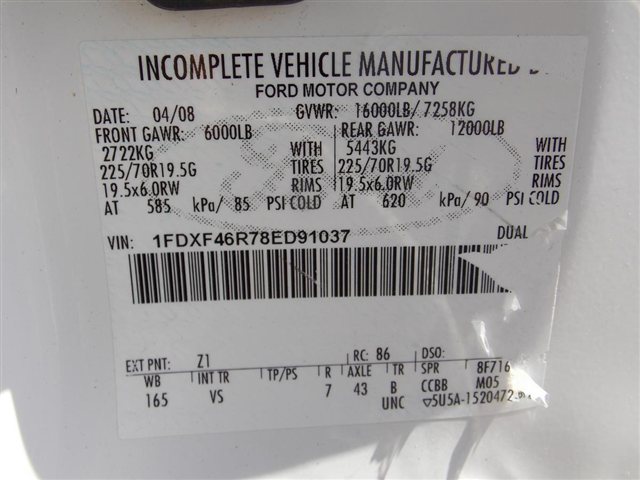 INCOMPLETE VEHICLE MANUFACTURED
FORD MOTOR COMPANY
DATE: 04/08 GVWR: 16000LB/7258KG
FRONT GAWR: 6000LB REAR GAWR: 12000LB
2722KG WITH 5443KG WITH
225/70R19.5G TIRES 225/70R19.5G TIRES
19.5x6.0RW RIMS 19.5x6.0RW RIMS
AT 585 kPa/ 85 PSI COLD AT 620 kPa/ 90 PSI COLD
VIN: 1FDXF46R78ED91037 DUAL
EXT PNT: Z1 RC: 86 DSO:
WB INT TR TP/PS R AXLE TR SPR 8F716
165 VS 7 43 B CCBB M05
UNC 5U5A-1520472